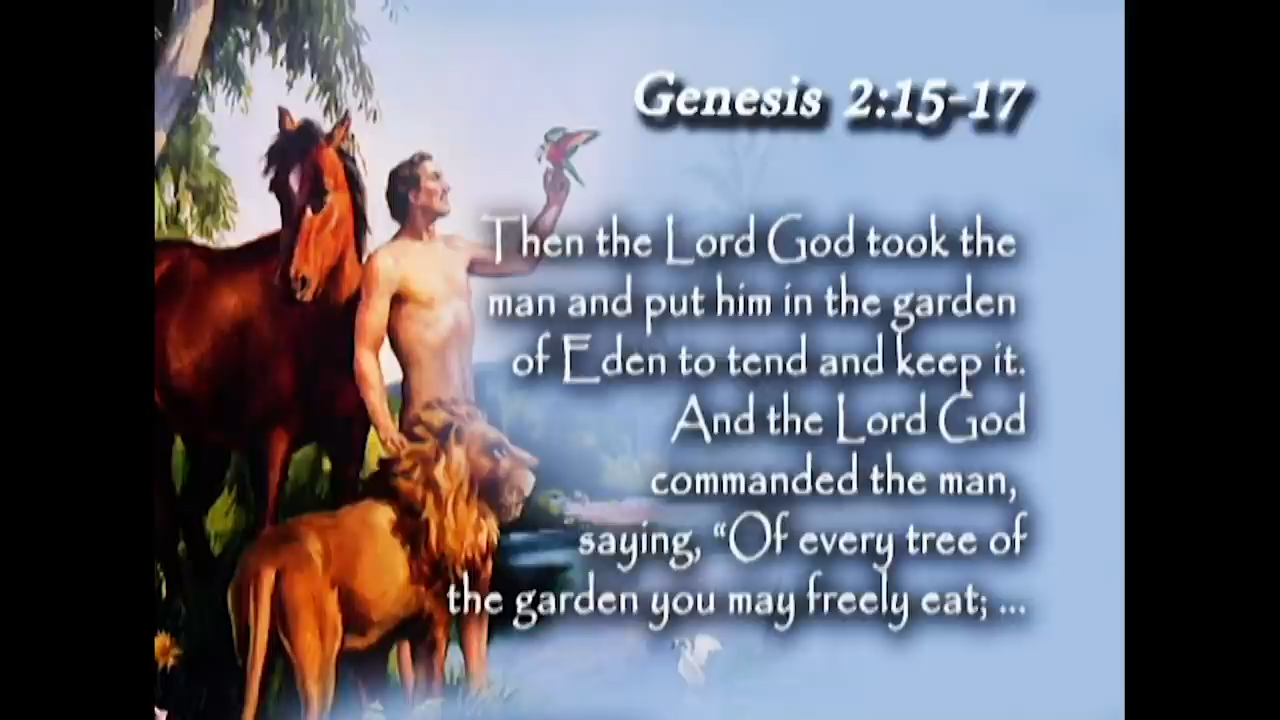 Genesis 2:15-17
Then the Lord God took the
man and put him in the garden
of Eden to tend and keep it.
And the Lord God
commanded the man,
saying, “Of every tree of
the garden you may freely eat; ...